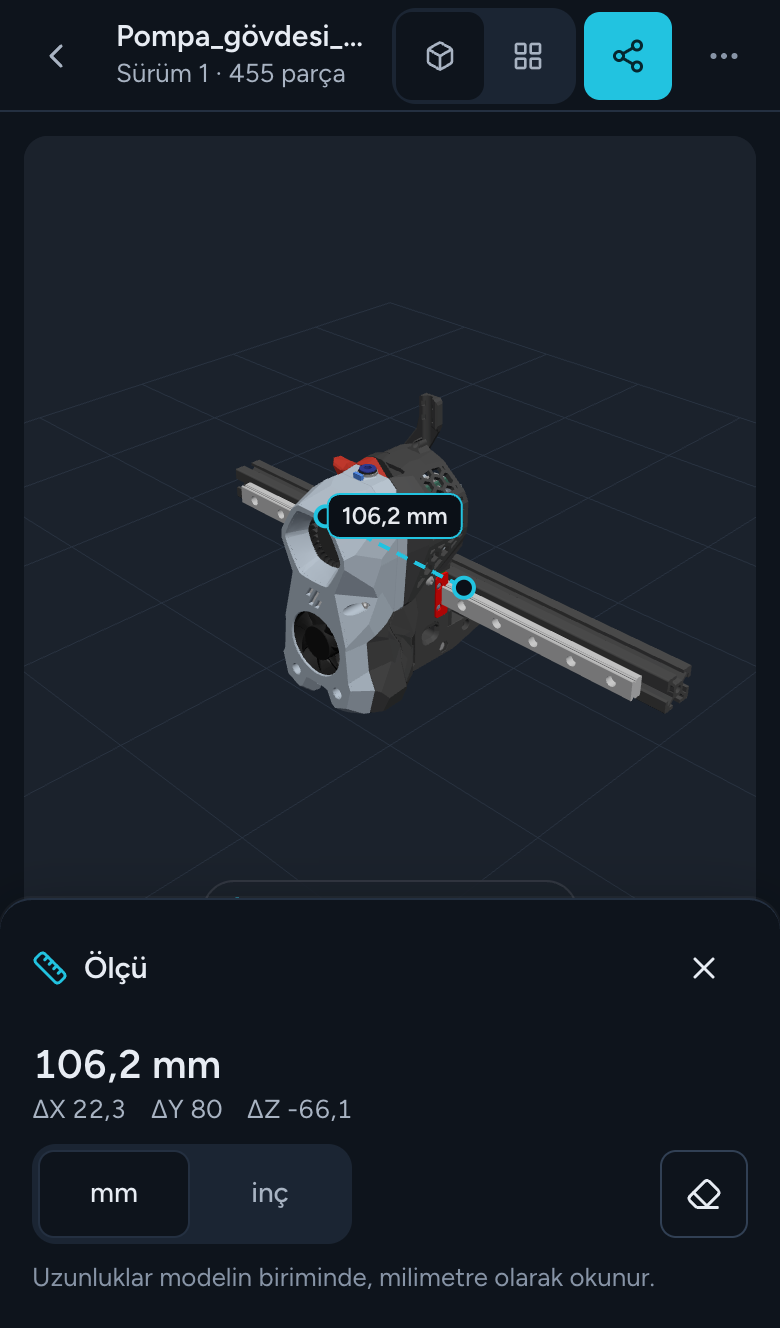 Pompa_gövdesi_...
Sürüm 1 · 455 parça
106,2 mm
Ölçü
106,2 mm
ΔX 22,3 ΔY 80 ΔZ -66,1
mm inç
Uzunluklar modelin biriminde, milimetre olarak okunur.